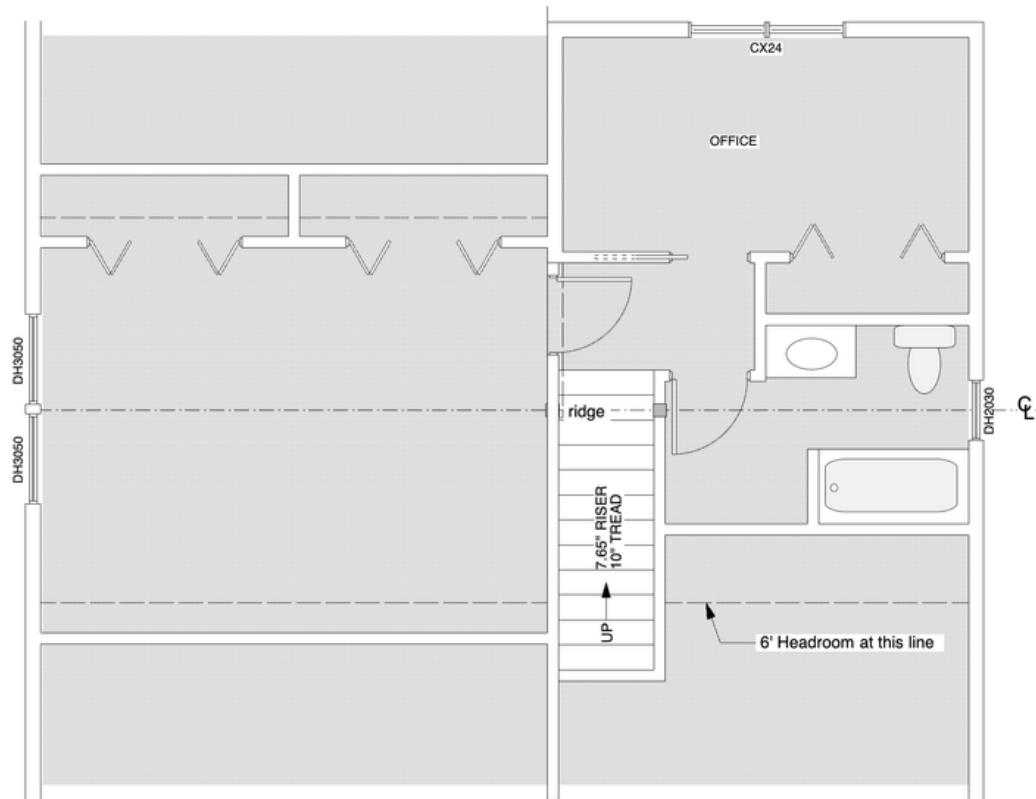 CX24
OFFICE
DH3050
DH3050
ridge
DH2030
℄
7.65" RISER
10" TREAD
UP
6' Headroom at this line